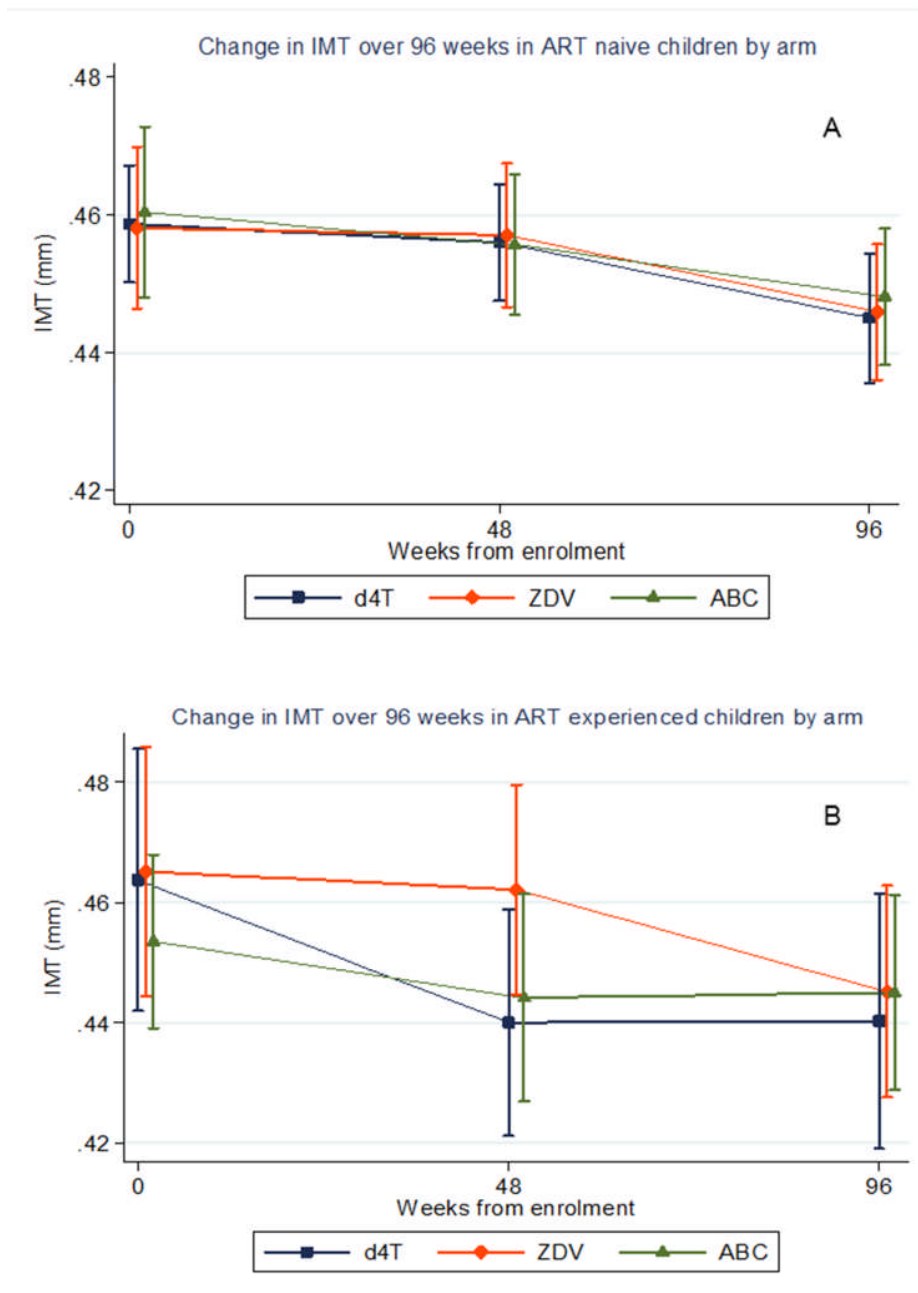 Change in IMT over 96 weeks in ART naive children by arm
A
.48
.46
.44
.42
IMT (mm)
0 48 96
Weeks from enrolment
d4T ZDV ABC
Change in IMT over 96 weeks in ART experienced children by arm
B
.48
.46
.44
.42
IMT (mm)
0 48 96
Weeks from enrolment
d4T ZDV ABC